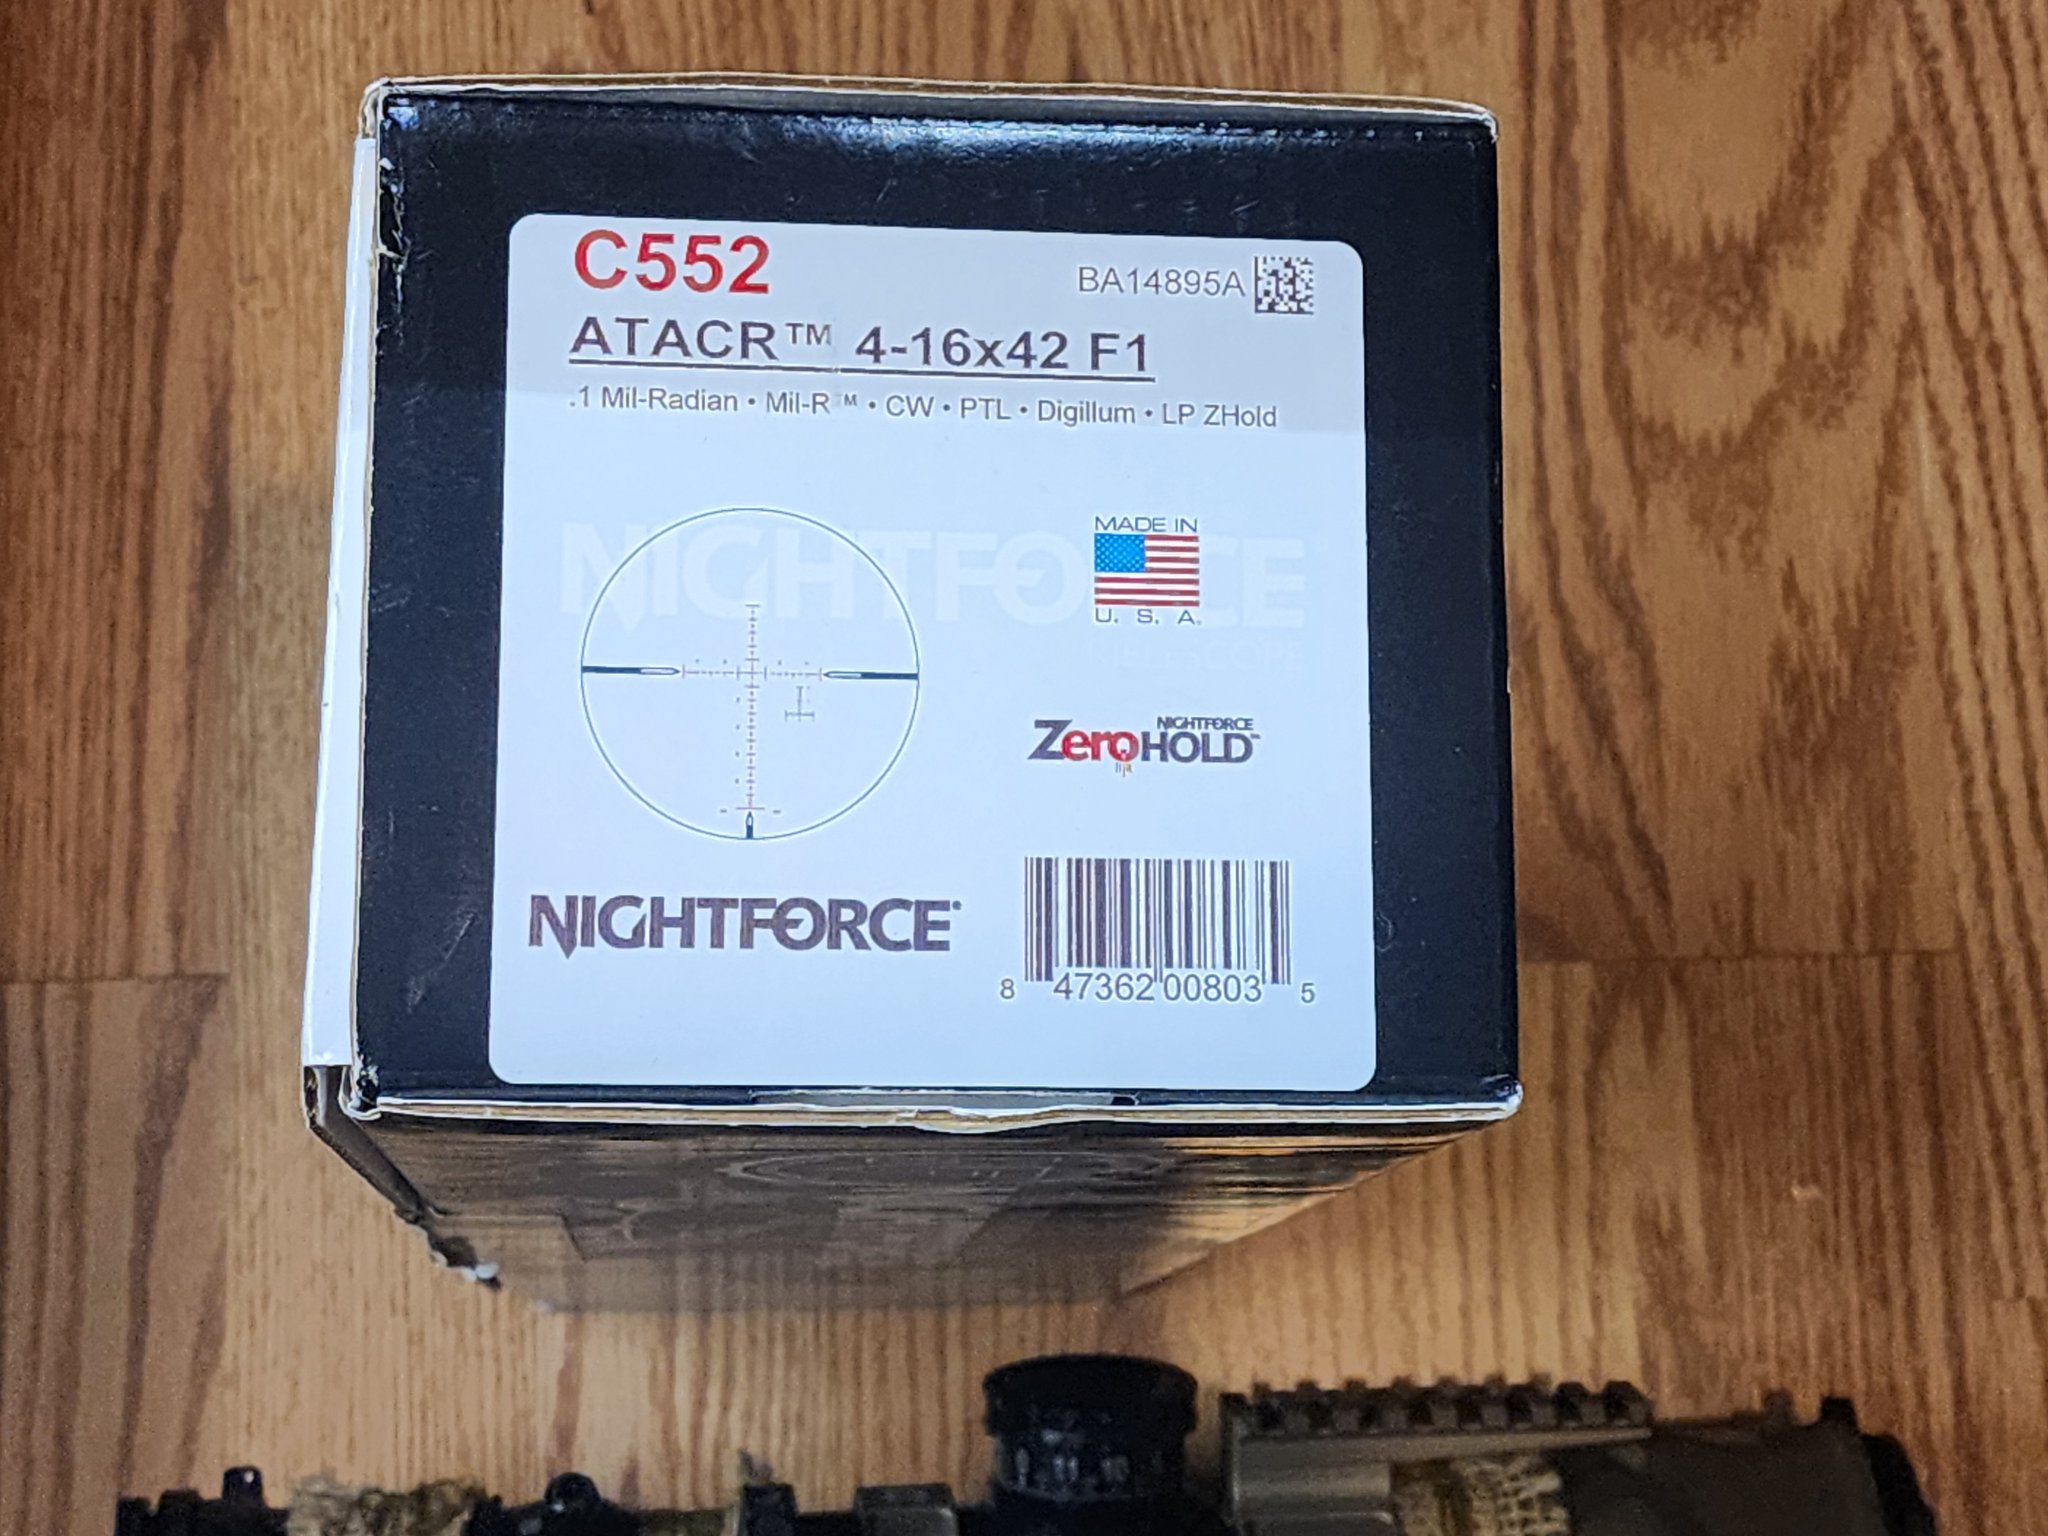 C552
BA14895A
ATACR™ 4-16x42 F1
.1 Mil-Radian • Mil-R™ • CW • PTL • Digillum • LP ZHold
NIGHTFORCE
MADE IN
U. S. A.
NIGHTFORCE
ZeroHOLD™
NIGHTFORCE
8 47362 00803 5